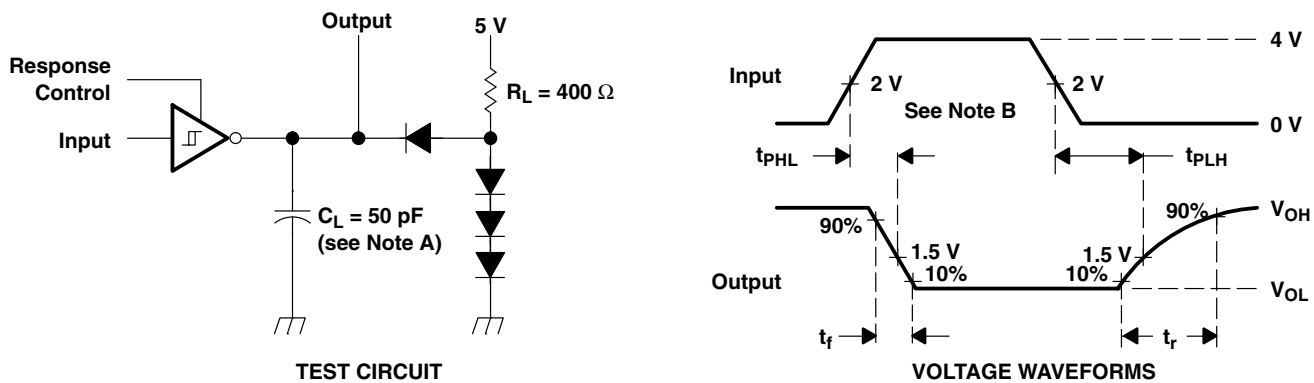 Output
5 V
Response
Control
Input
R_L = 400 Ω
C_L = 50 pF
(see Note A)
TEST CIRCUIT
4 V
Input
2 V
2 V
See Note B
0 V
t_PHL
t_PLH
V_OH
90%
90%
1.5 V
1.5 V
10%
10%
Output
V_OL
t_f
t_r
VOLTAGE WAVEFORMS